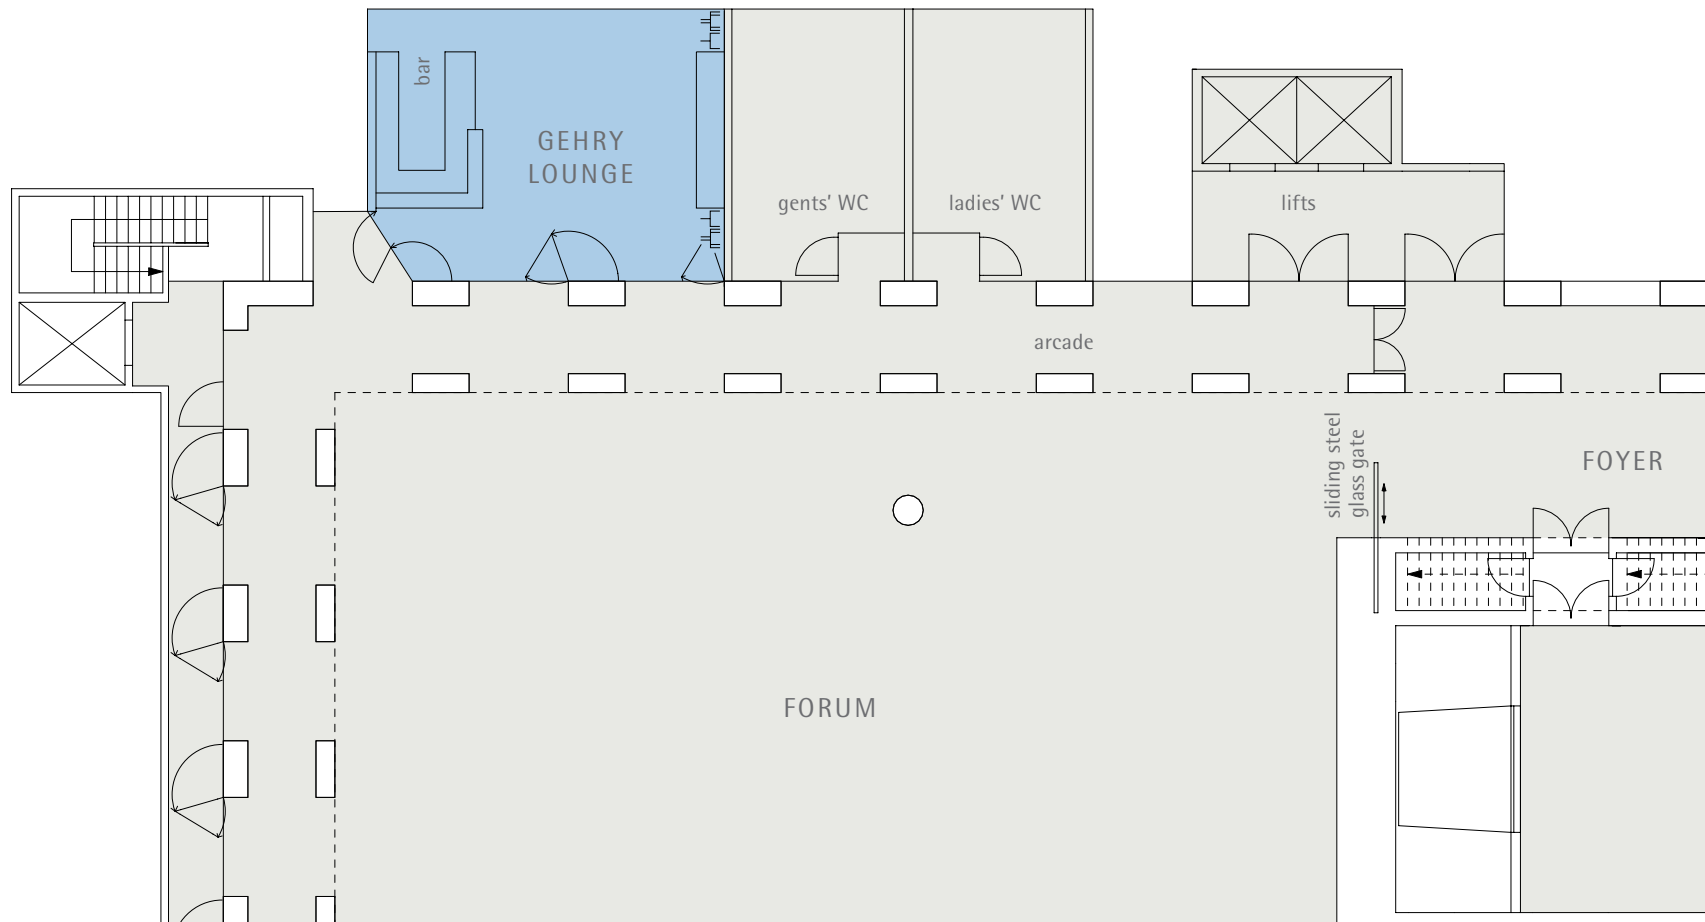 bar
GEHRY
LOUNGE
gents' WC
ladies' WC
lifts
arcade
sliding steel
glass gate
FOYER
FORUM